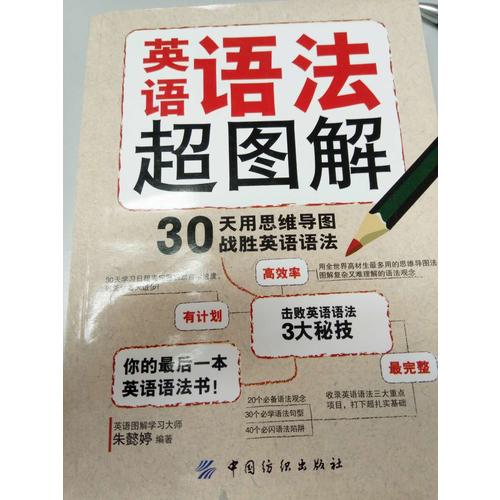 英语语法
超图解
30天用思维导图
战胜英语语法
高效率
用全世界高材生最多用的思维导图法
图解复杂又难理解的语法观念
有计划
击败英语语法
3大秘技
最完整
你的最后一本
英语语法书！
20个必备语法观念
30个必学语法句型
40个必闪语法陷阱
收录英语语法三大重点
项目，打下超扎实基础
英语图解学习大师
朱懿婷 编著
中国纺织出版社